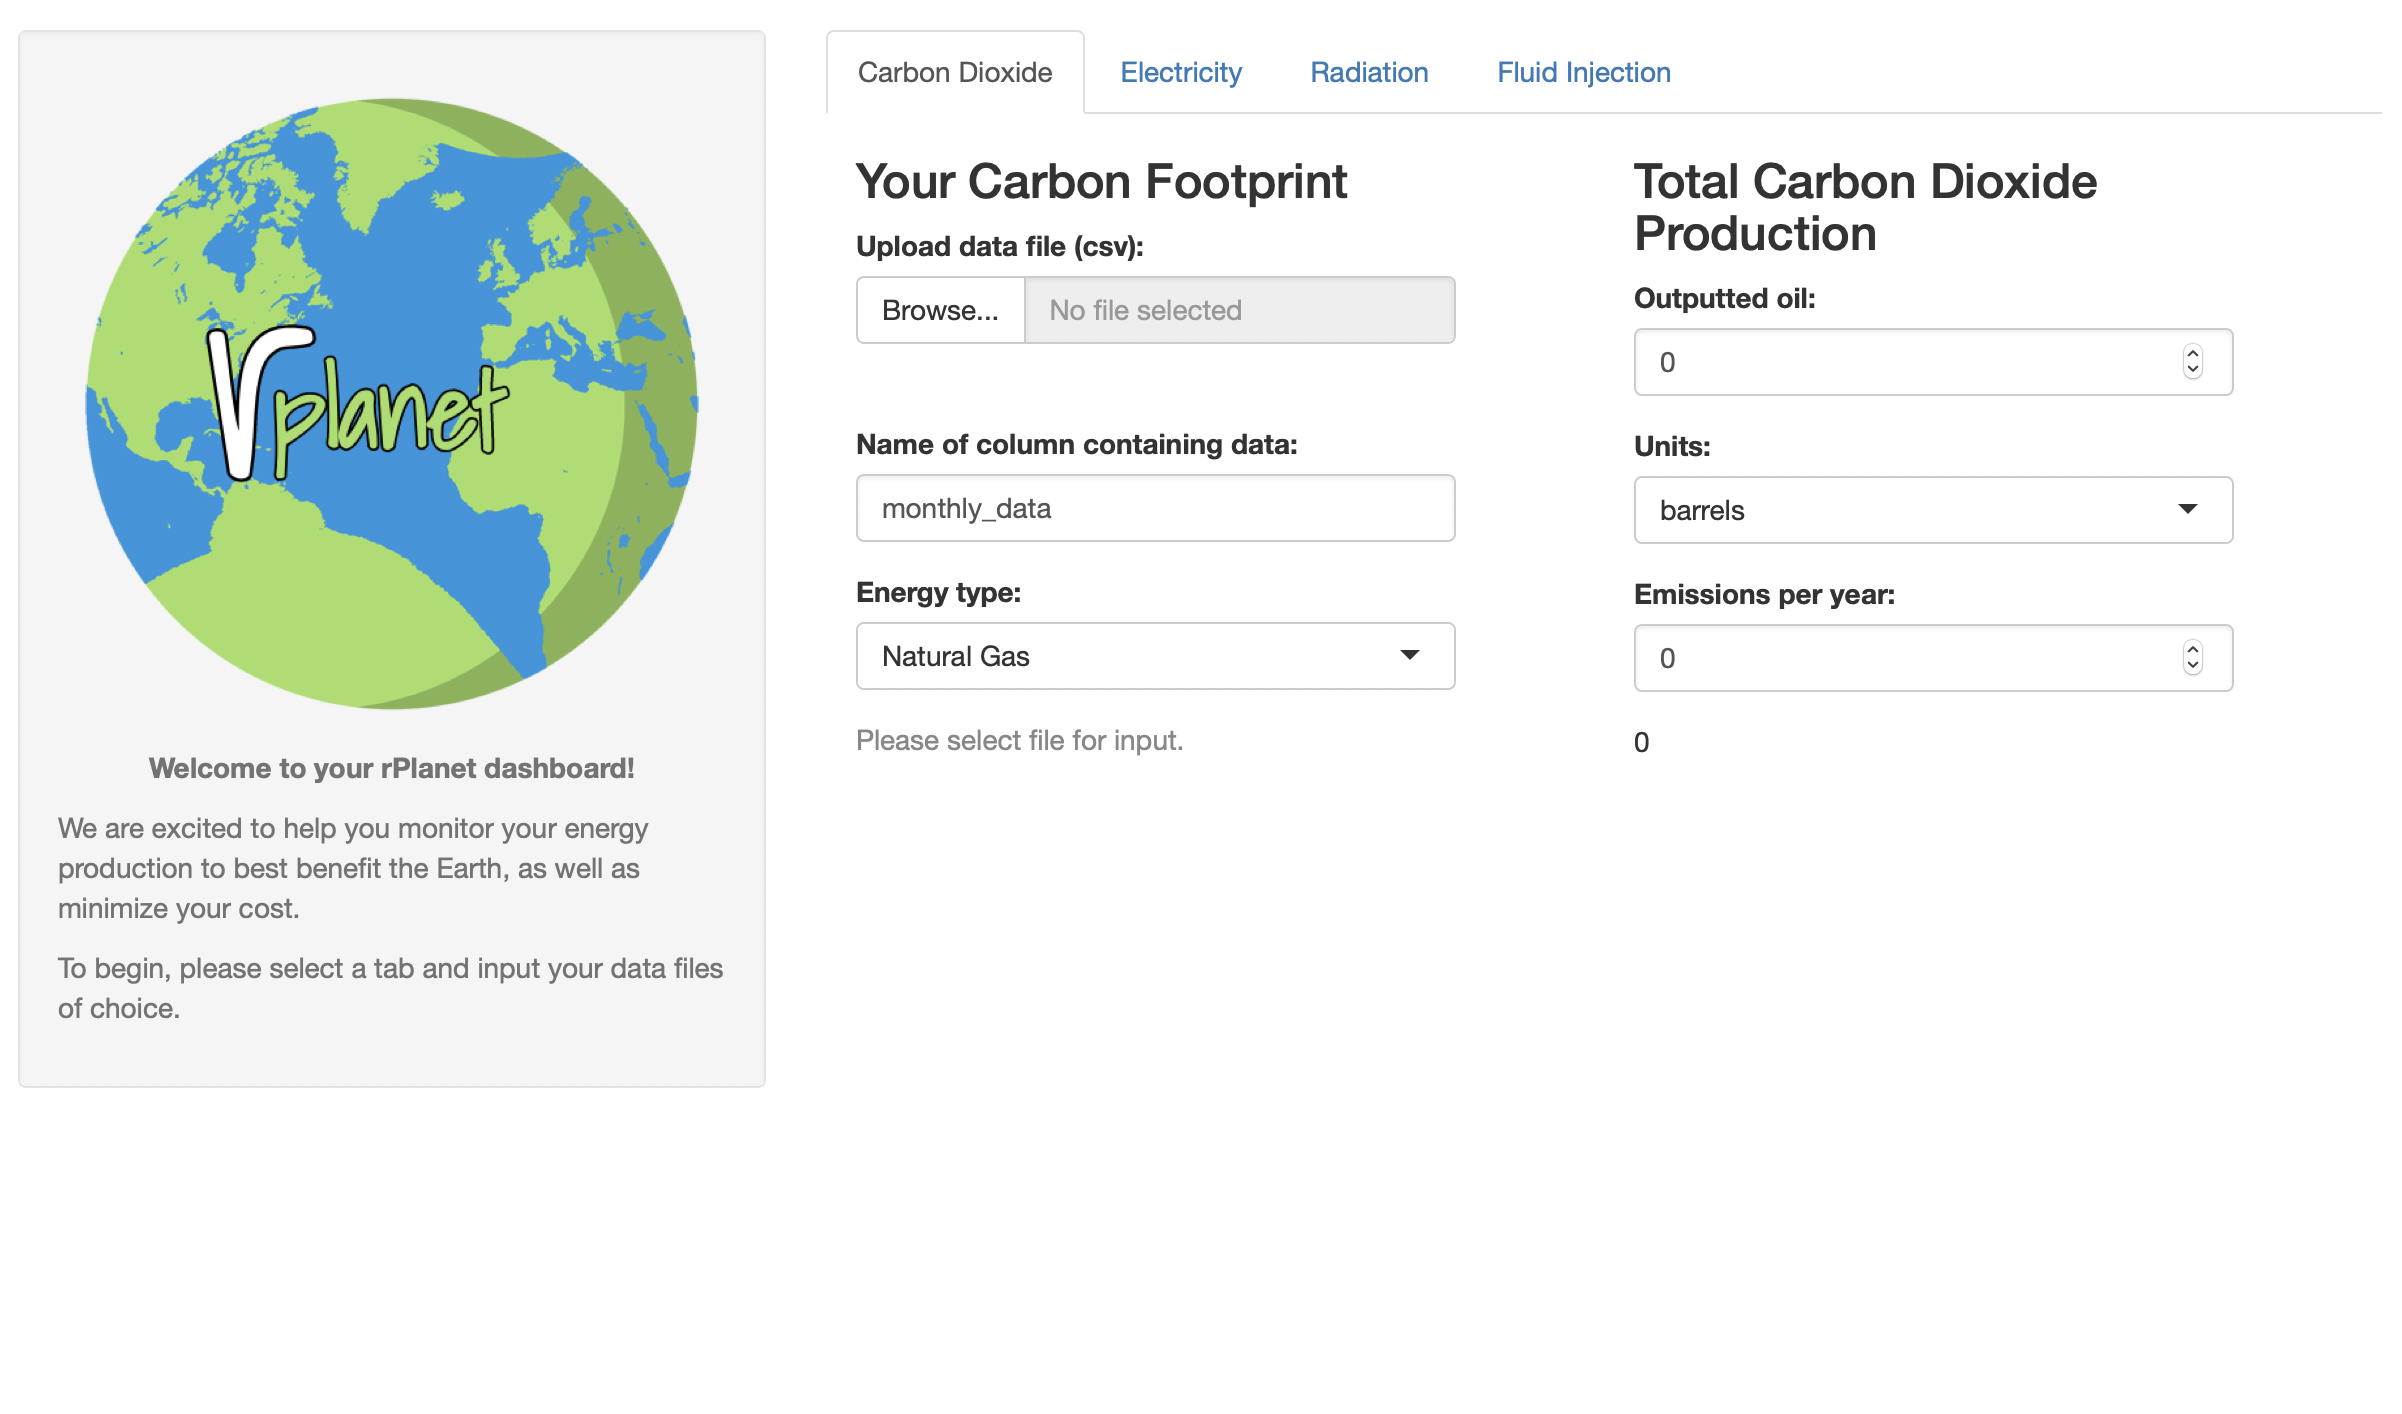 rplanet
Welcome to your rPlanet dashboard!
We are excited to help you monitor your energy
production to best benefit the Earth, as well as
minimize your cost.
To begin, please select a tab and input your data files
of choice.
Carbon Dioxide
Electricity
Radiation
Fluid Injection
Your Carbon Footprint
Upload data file (csv):
Browse...
No file selected
Name of column containing data:
monthly_data
Energy type:
Natural Gas
Please select file for input.
Total Carbon Dioxide
Production
Outputted oil:
0
Units:
barrels
Emissions per year:
0
0